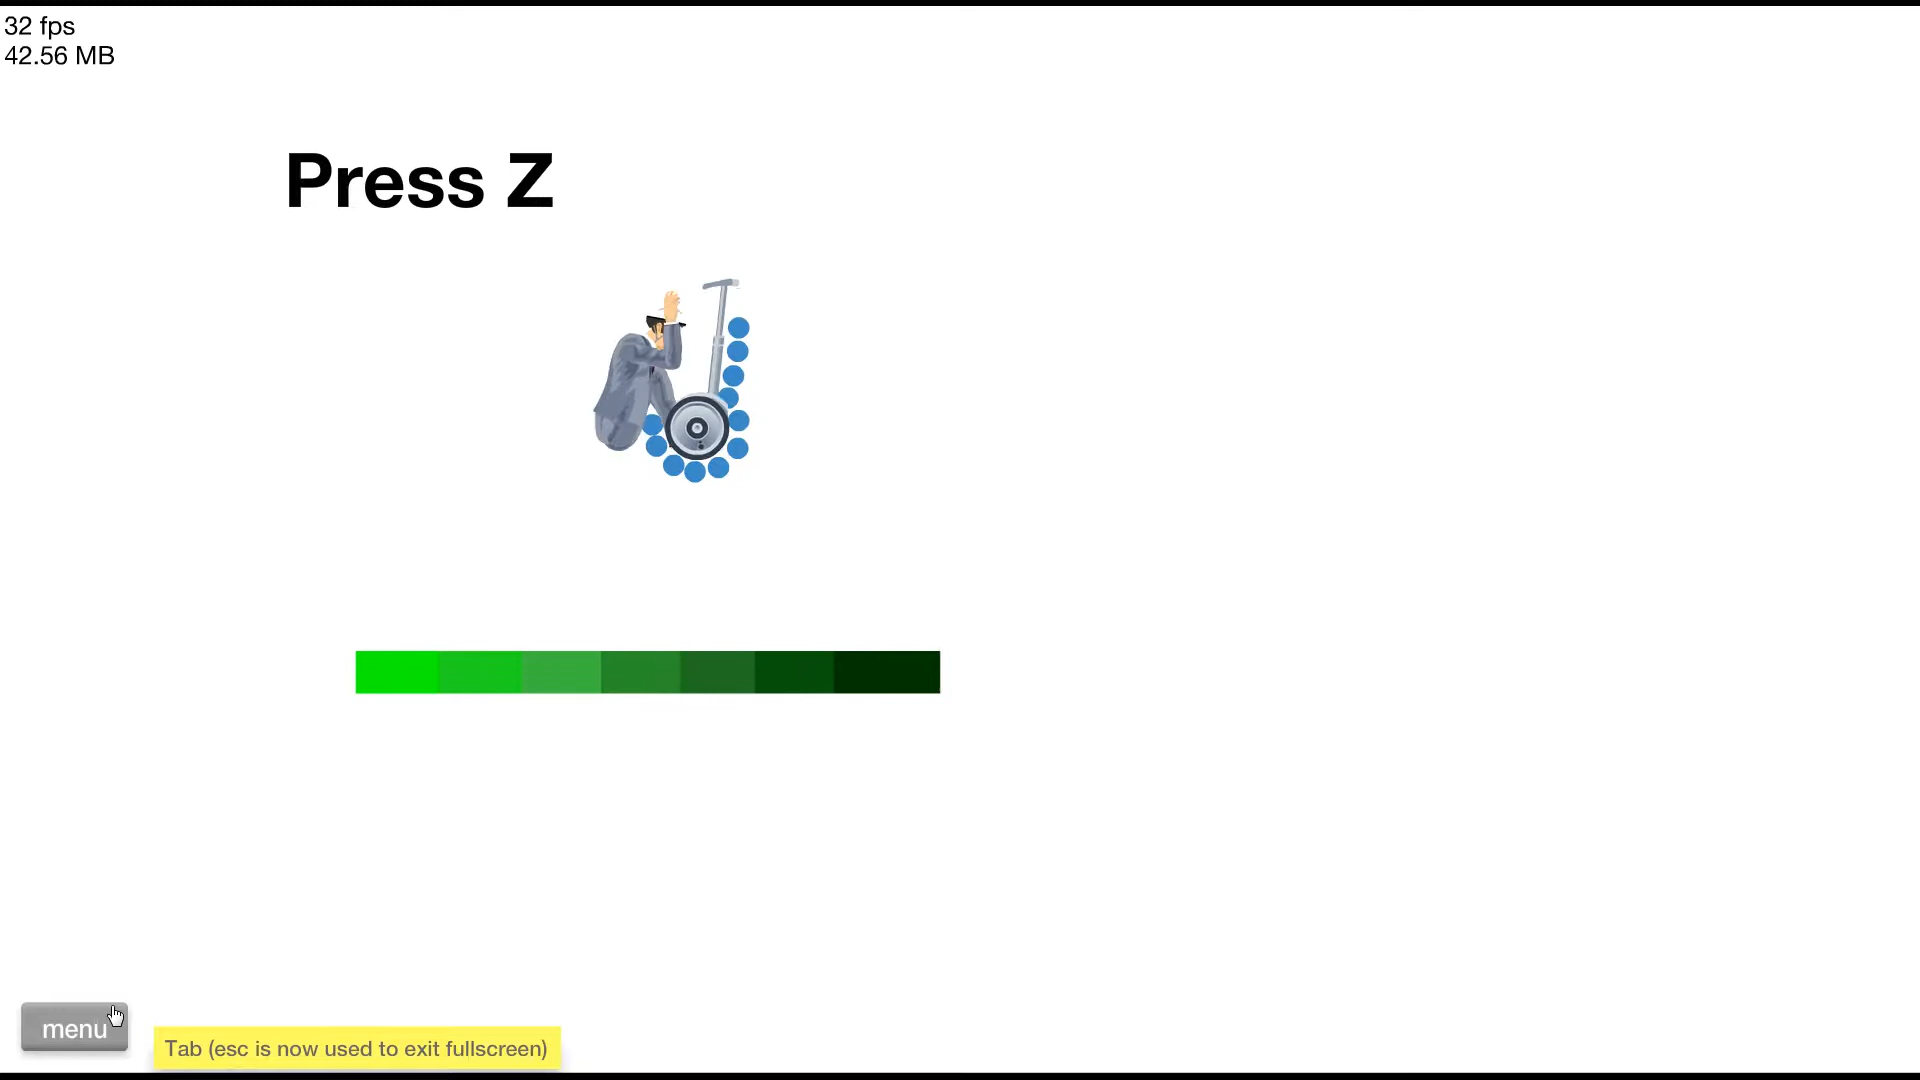 32 fps
42.56 MB
Press Z
menu
Tab (esc is now used to exit fullscreen)